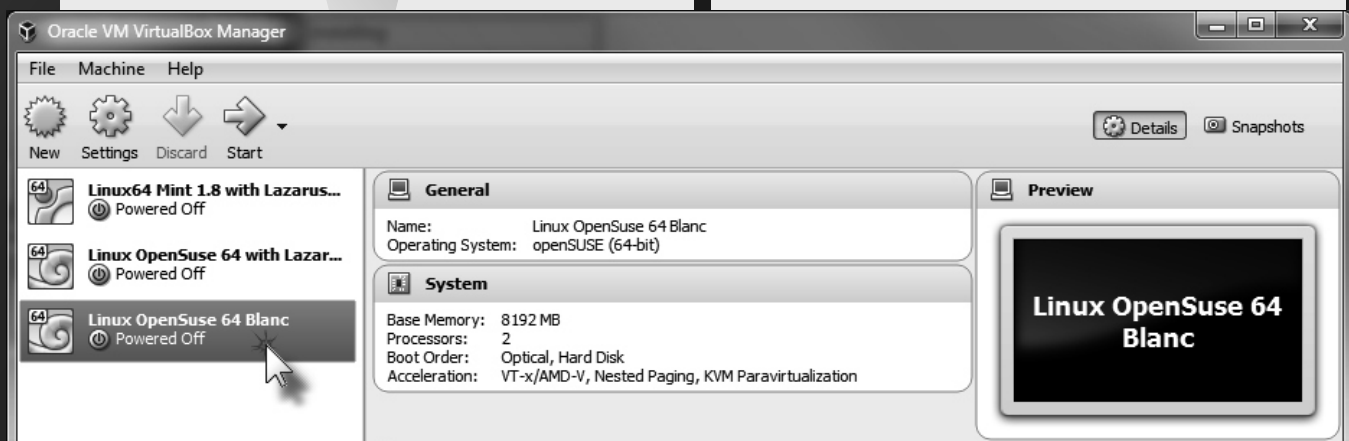 Oracle VM VirtualBox Manager
File Machine Help
New Settings Discard Start
Details Snapshots
64 Linux64 Mint 1.8 with Lazarus...
Powered Off
64 Linux OpenSuse 64 with Lazar...
Powered Off
64 Linux OpenSuse 64 Blanc
Powered Off
General
Name: Linux OpenSuse 64 Blanc
Operating System: openSUSE (64-bit)
System
Base Memory: 8192 MB
Processors: 2
Boot Order: Optical, Hard Disk
Acceleration: VT-x/AMD-V, Nested Paging, KVM Paravirtualization
Preview
Linux OpenSuse 64
Blanc